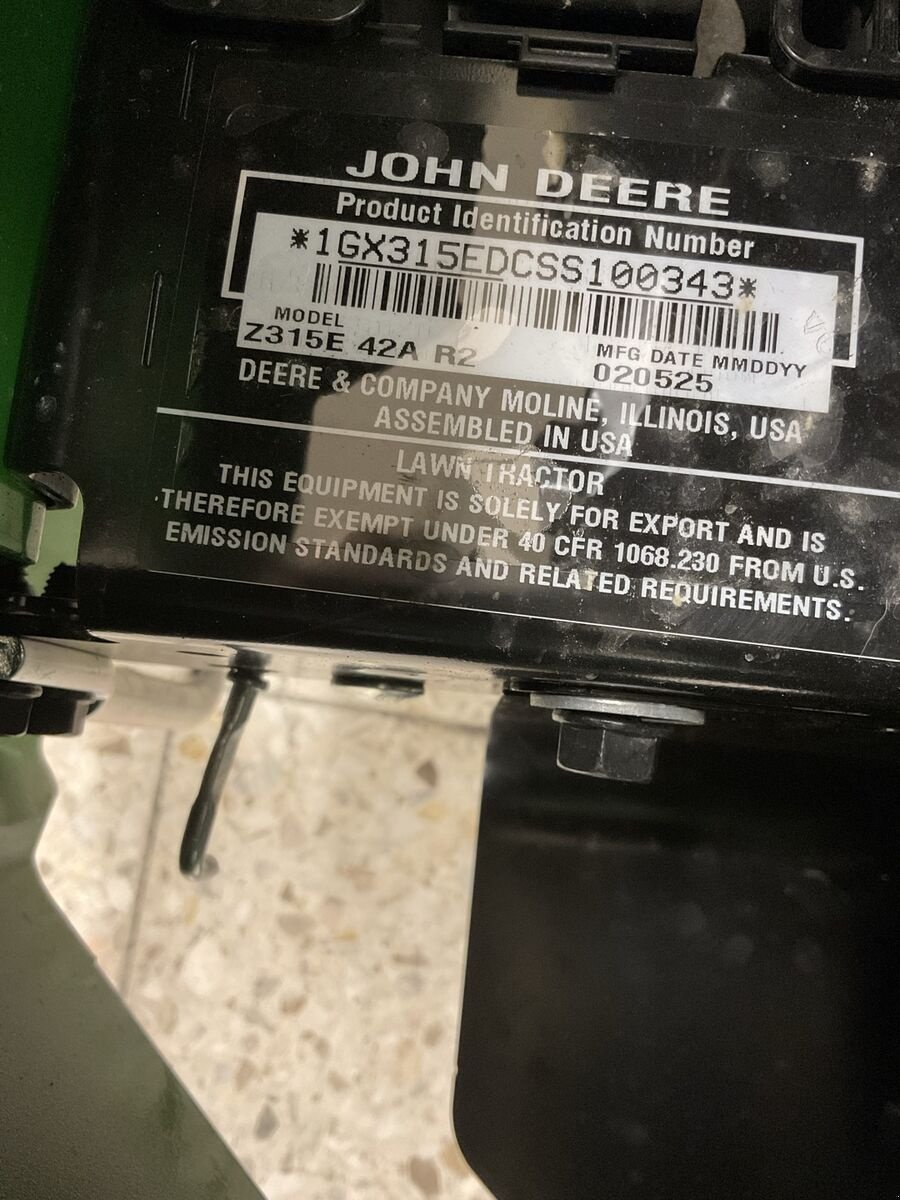 JOHN DEERE
Product Identification Number
*1GX315EDCSS100343*
MODEL
Z315E 42A R2
MFG DATE MMDDYY
020525
DEERE & COMPANY MOLINE, ILLINOIS, USA
ASSEMBLED IN USA
LAWN TRACTOR
THIS EQUIPMENT IS SOLELY FOR EXPORT AND IS
THEREFORE EXEMPT UNDER 40 CFR 1068.230 FROM U.S.
EMISSION STANDARDS AND RELATED REQUIREMENTS.